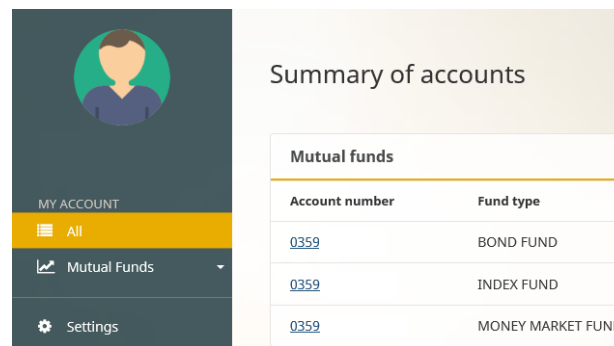 Summary of accounts
Mutual funds
MY ACCOUNT
All
Mutual Funds
Settings
Account number Fund type
0359 BOND FUND
0359 INDEX FUND
0359 MONEY MARKET